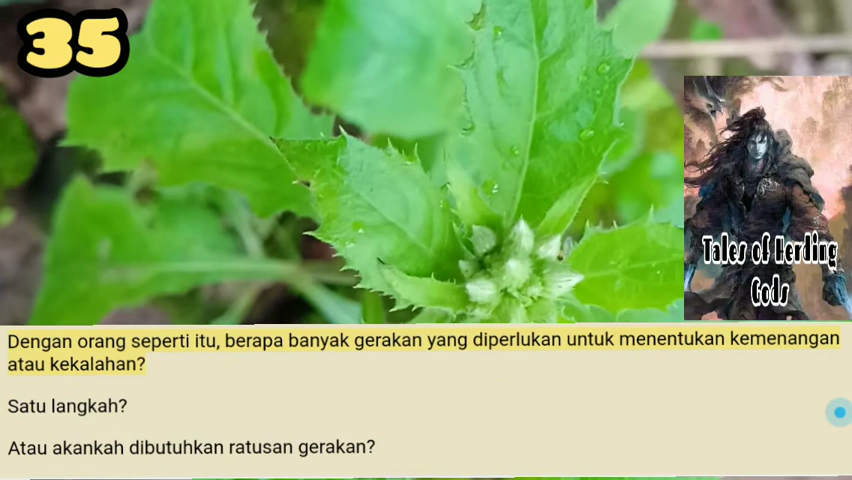 35
Tales of Herding
Gods
Dengan orang seperti itu, berapa banyak gerakan yang diperlukan untuk menentukan kemenangan
atau kekalahan?
Satu langkah?
Atau akankah dibutuhkan ratusan gerakan?